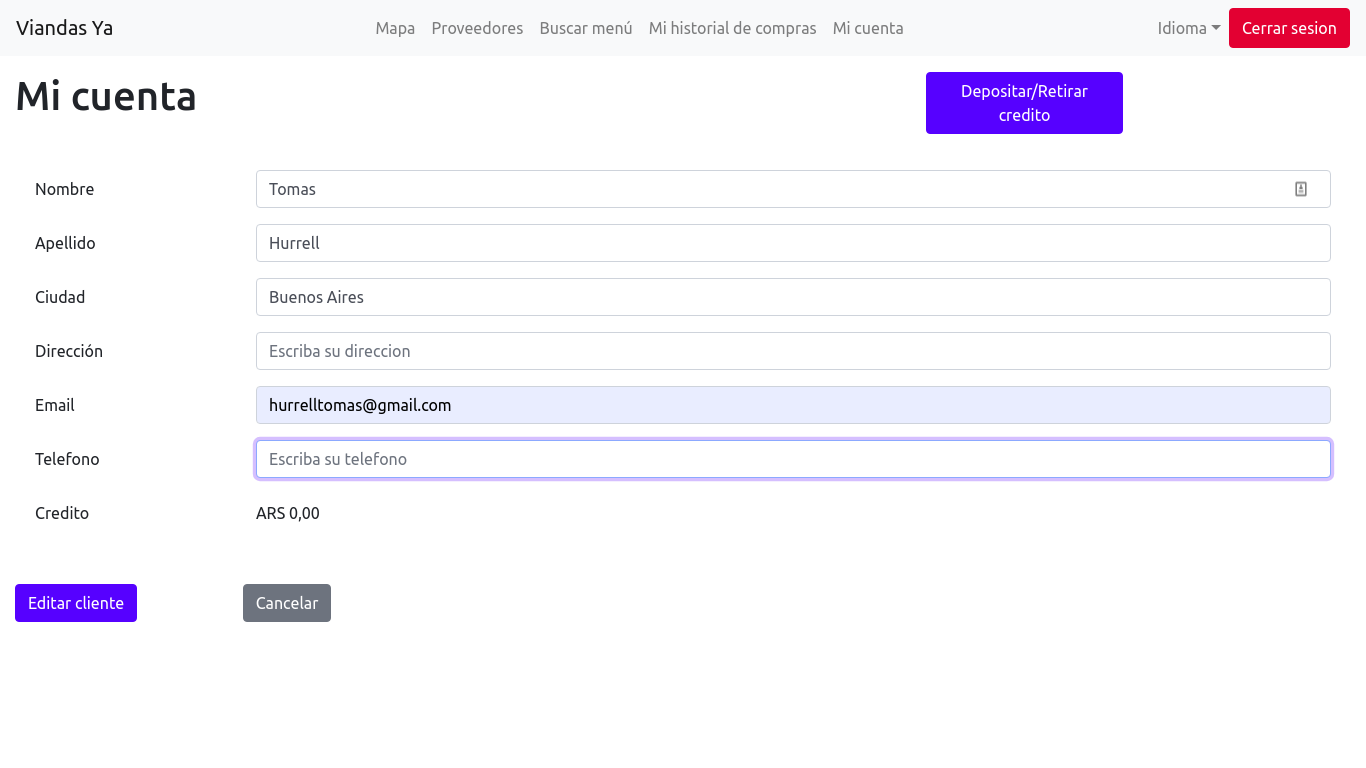 Viandas Ya Mapa Proveedores Buscar menú Mi historial de compras Mi cuenta Idioma Cerrar sesion
Mi cuenta
Depositar/Retirar
credito
Nombre Tomas
Apellido Hurrell
Ciudad Buenos Aires
Dirección Escriba su direccion
Email hurrelltomas@gmail.com
Telefono Escriba su telefono
Credito ARS 0,00
Editar cliente Cancelar